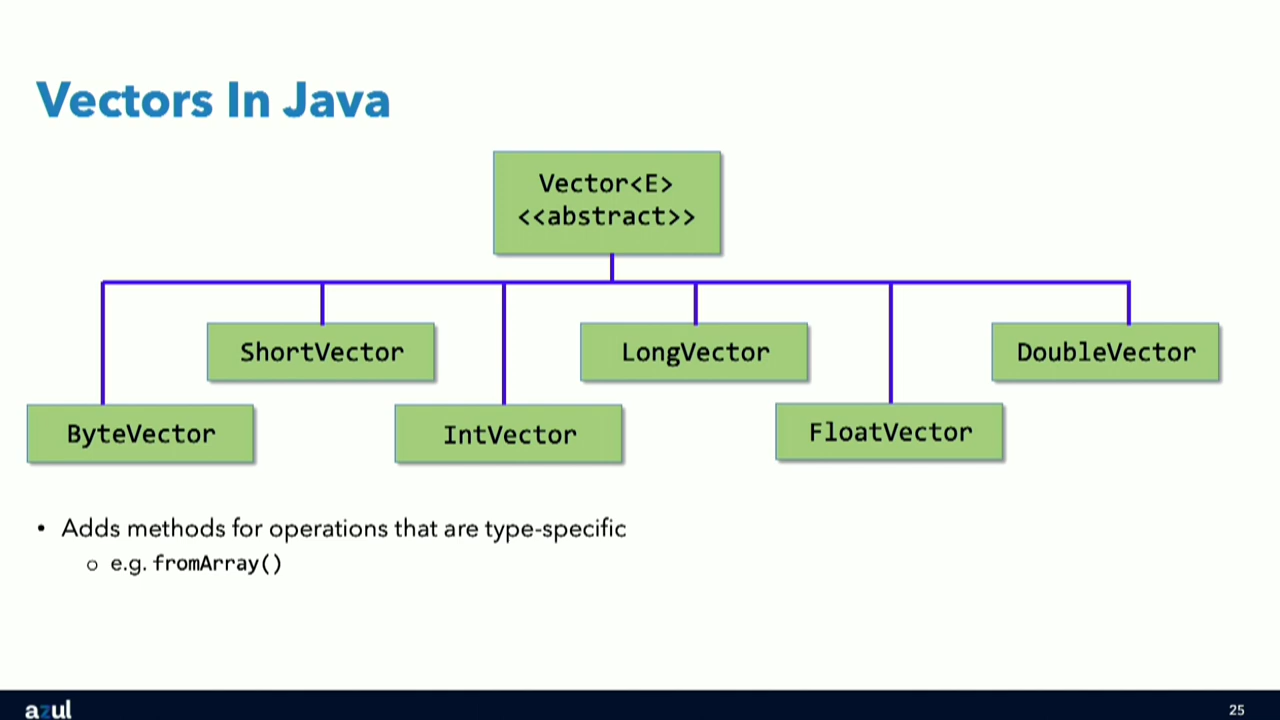 Vectors In Java
Vector<E>
<<abstract>>
ShortVector
LongVector
DoubleVector
ByteVector
IntVector
FloatVector
• Adds methods for operations that are type-specific
o e.g. fromArray()
azul
25